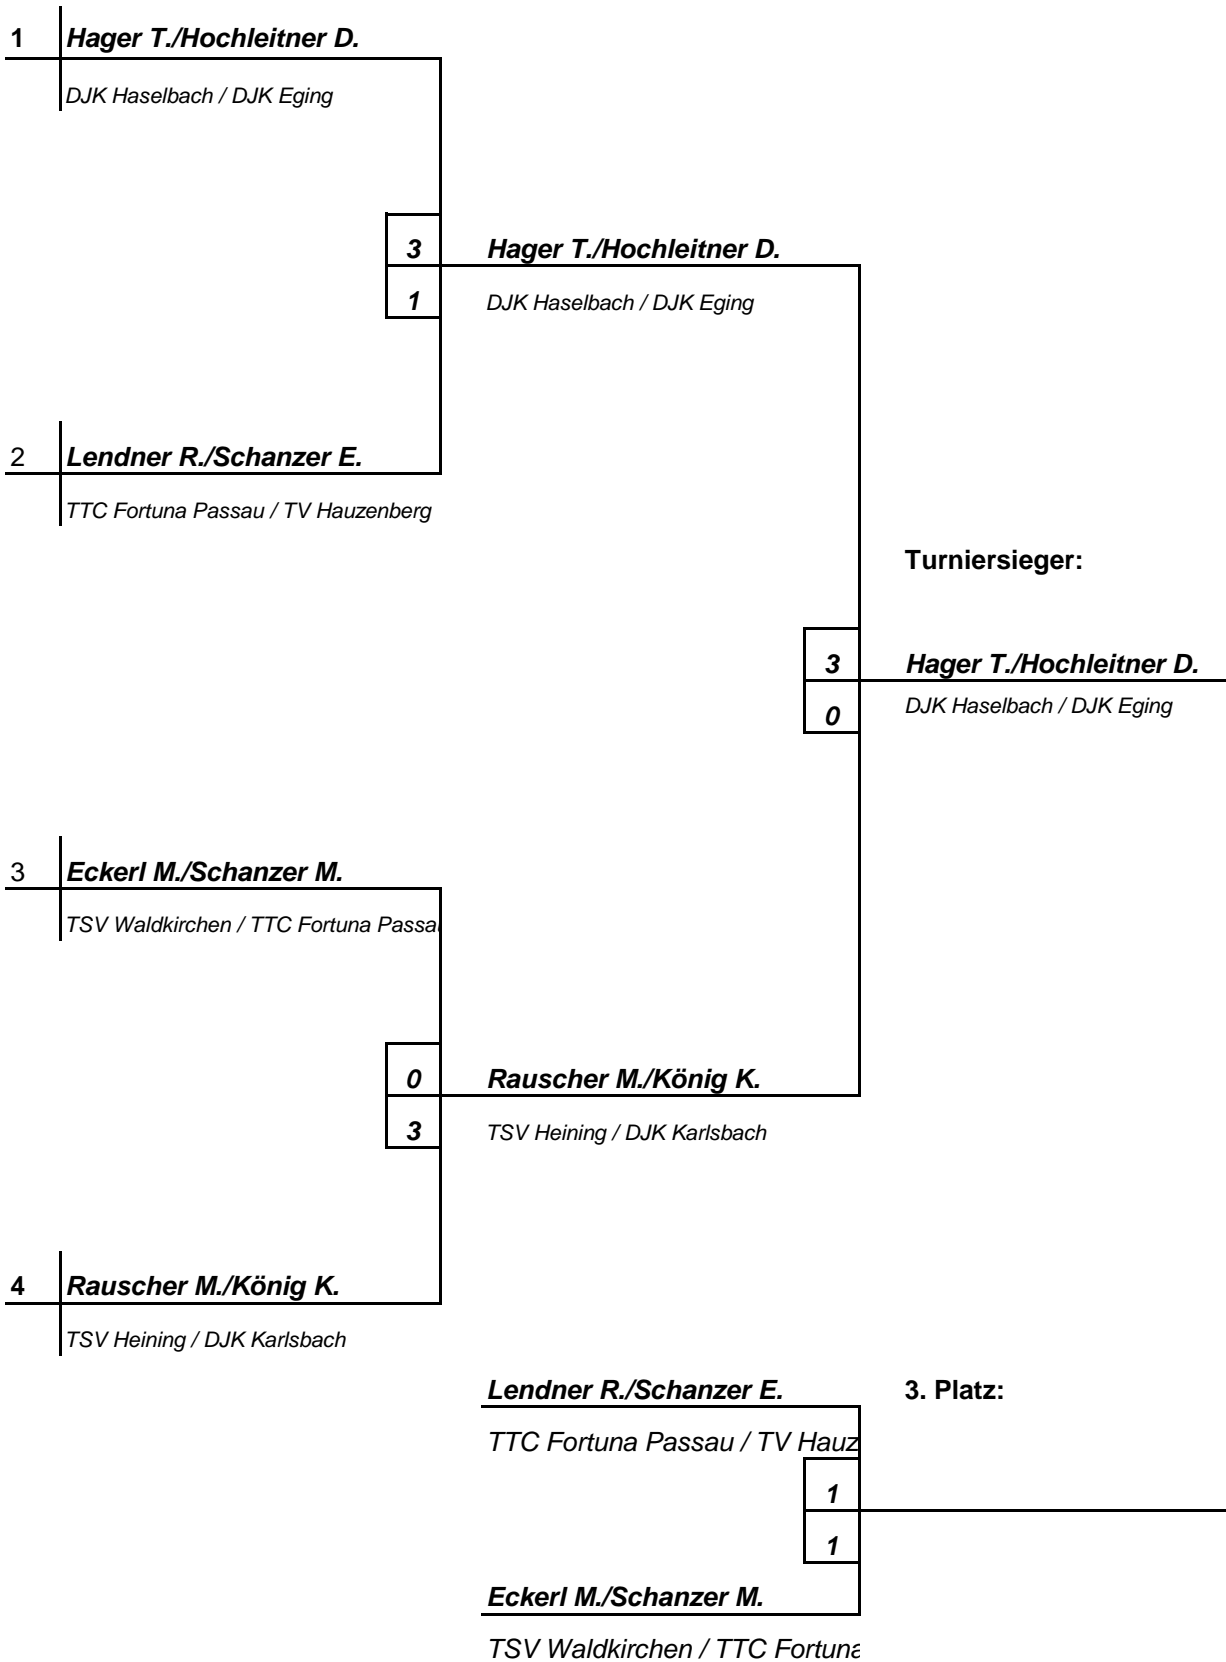 1 Hager T./Hochleitner D.
DJK Haselbach / DJK Eging
3 Hager T./Hochleitner D.
1 DJK Haselbach / DJK Eging
2 Lendner R./Schanzer E.
TTC Fortuna Passau / TV Hauzenberg
Turniersieger:
3 Hager T./Hochleitner D.
0 DJK Haselbach / DJK Eging
3 Eckerl M./Schanzer M.
TSV Waldkirchen / TTC Fortuna Passau
0 Rauscher M./König K.
3 TSV Heining / DJK Karlsbach
4 Rauscher M./König K.
TSV Heining / DJK Karlsbach
Lendner R./Schanzer E. 3. Platz:
TTC Fortuna Passau / TV Hauz
1
1
Eckerl M./Schanzer M.
TSV Waldkirchen / TTC Fortuna